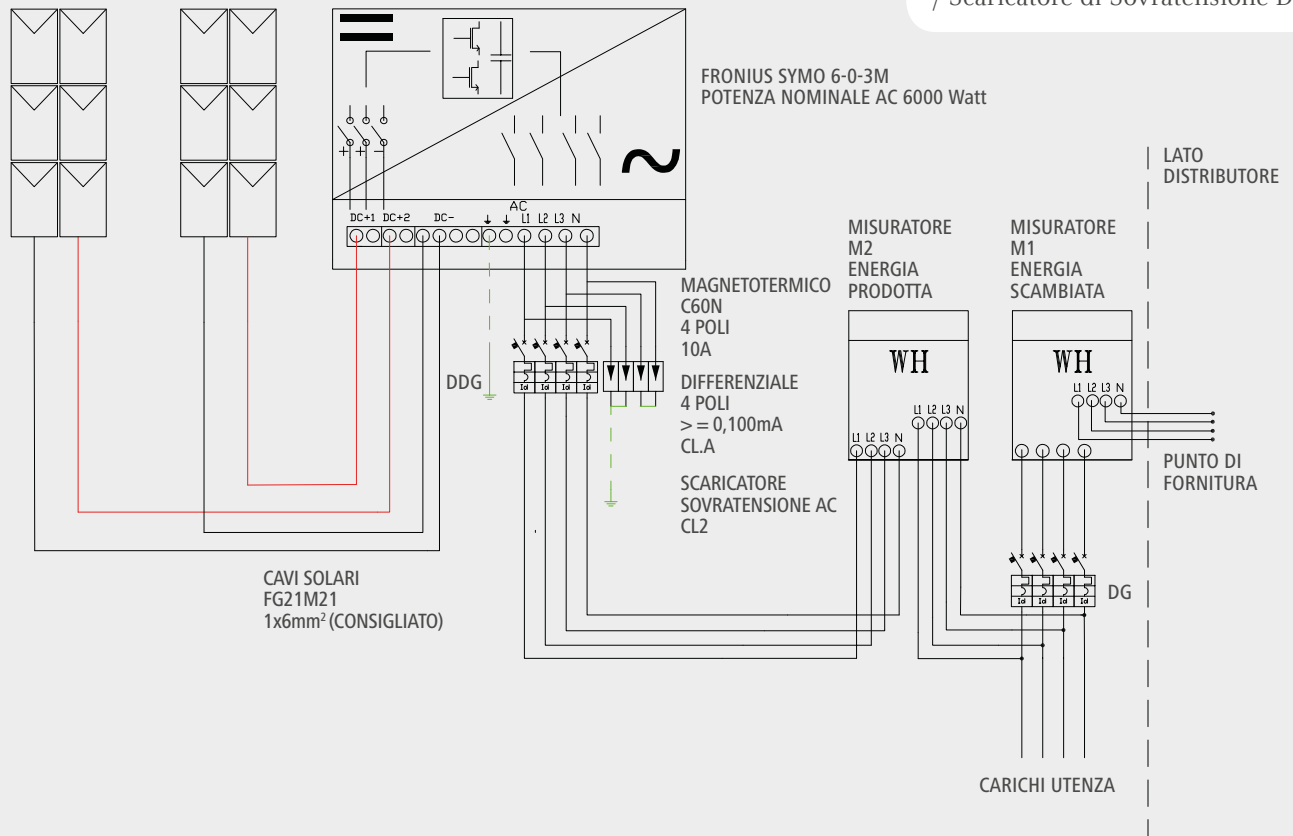 / Scaricatore di Sovratensione D
FRONIUS SYMO 6-0-3M
POTENZA NOMINALE AC 6000 Watt
LATO
DISTRIBUTORE
AC
DC+1 DC+2 DC- L1 L2 L3 N
MISURATORE
M2
ENERGIA
PRODOTTA
MISURATORE
M1
ENERGIA
SCAMBIATA
MAGNETOTERMICO
C60N
4 POLI
10A
DDG
DIFFERENZIALE
4 POLI
> = 0,100mA
CL.A
SCARICATORE
SOVRATENSIONE AC
CL2
WH
L1 L2 L3 N
L1 L2 L3 N
WH
L1 L2 L3 N
PUNTO DI
FORNITURA
CAVI SOLARI
FG21M21
1x6mm² (CONSIGLIATO)
DG
CARICHI UTENZA